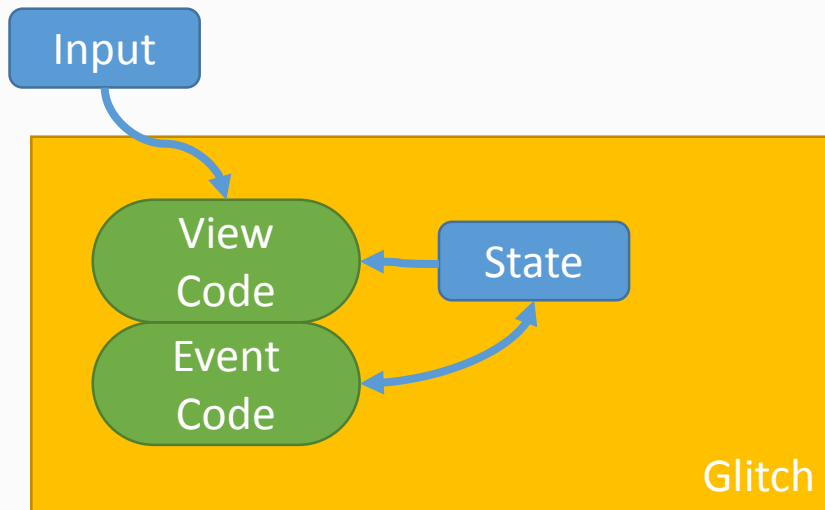 Input
View
Code
State
Event
Code
Glitch